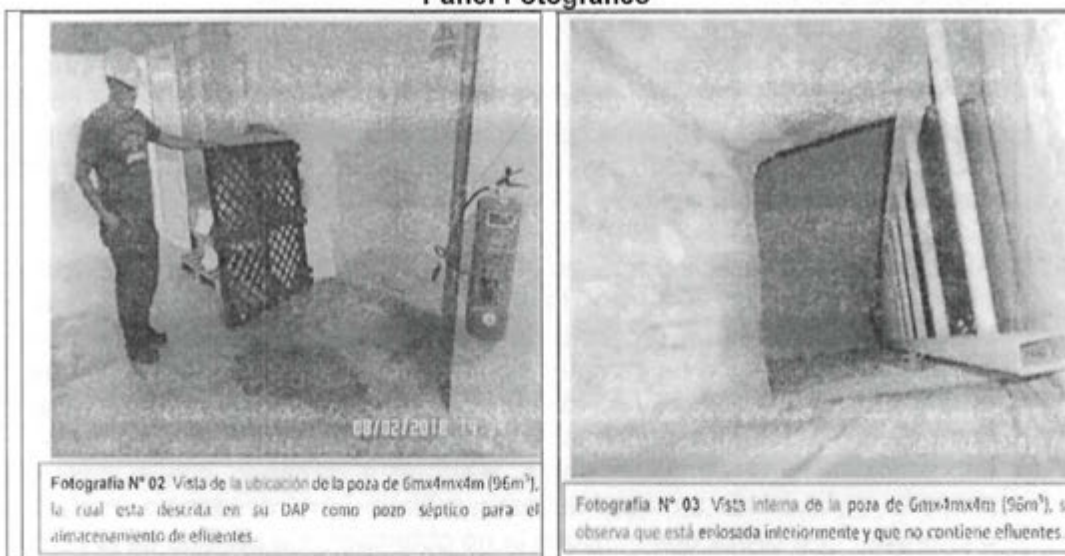 Panel Fotográfico
08/02/2018
Fotografía N° 02 Vista de la ubicación de la poza de 6mx4mx4m (96m³),
la cual esta descrita en su DAP como pozo séptico para el
almacenamiento de efluentes.
Fotografía N° 03 Vista interna de la poza de 6mx4mx4m (96m³), s
observa que está enlosada interiormente y que no contiene efluentes.